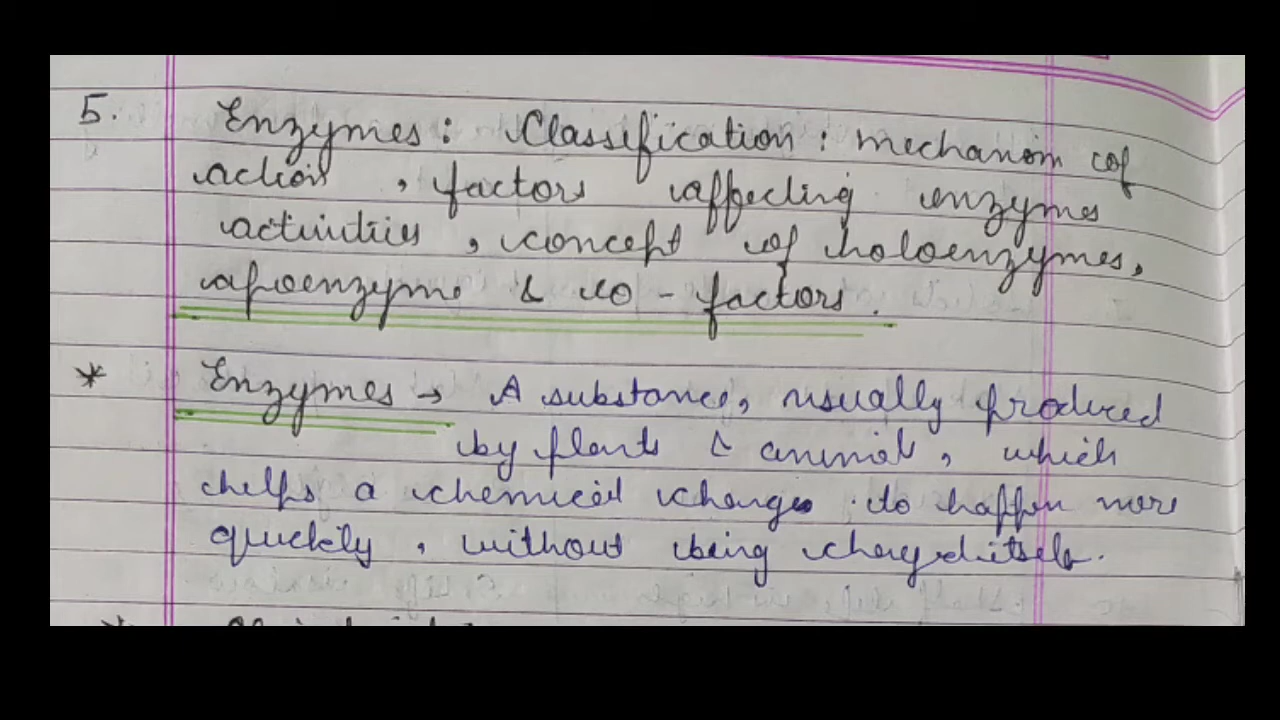 5. Enzymes: Classification: mechanism of
action, factors affecting enzymes
activities, concept of holoenzymes,
apoenzyme & co-factors.
* Enzymes → A substance, usually produced
by plants & animal, which
helps a chemical change to happen more
quickly, without being changed itself.